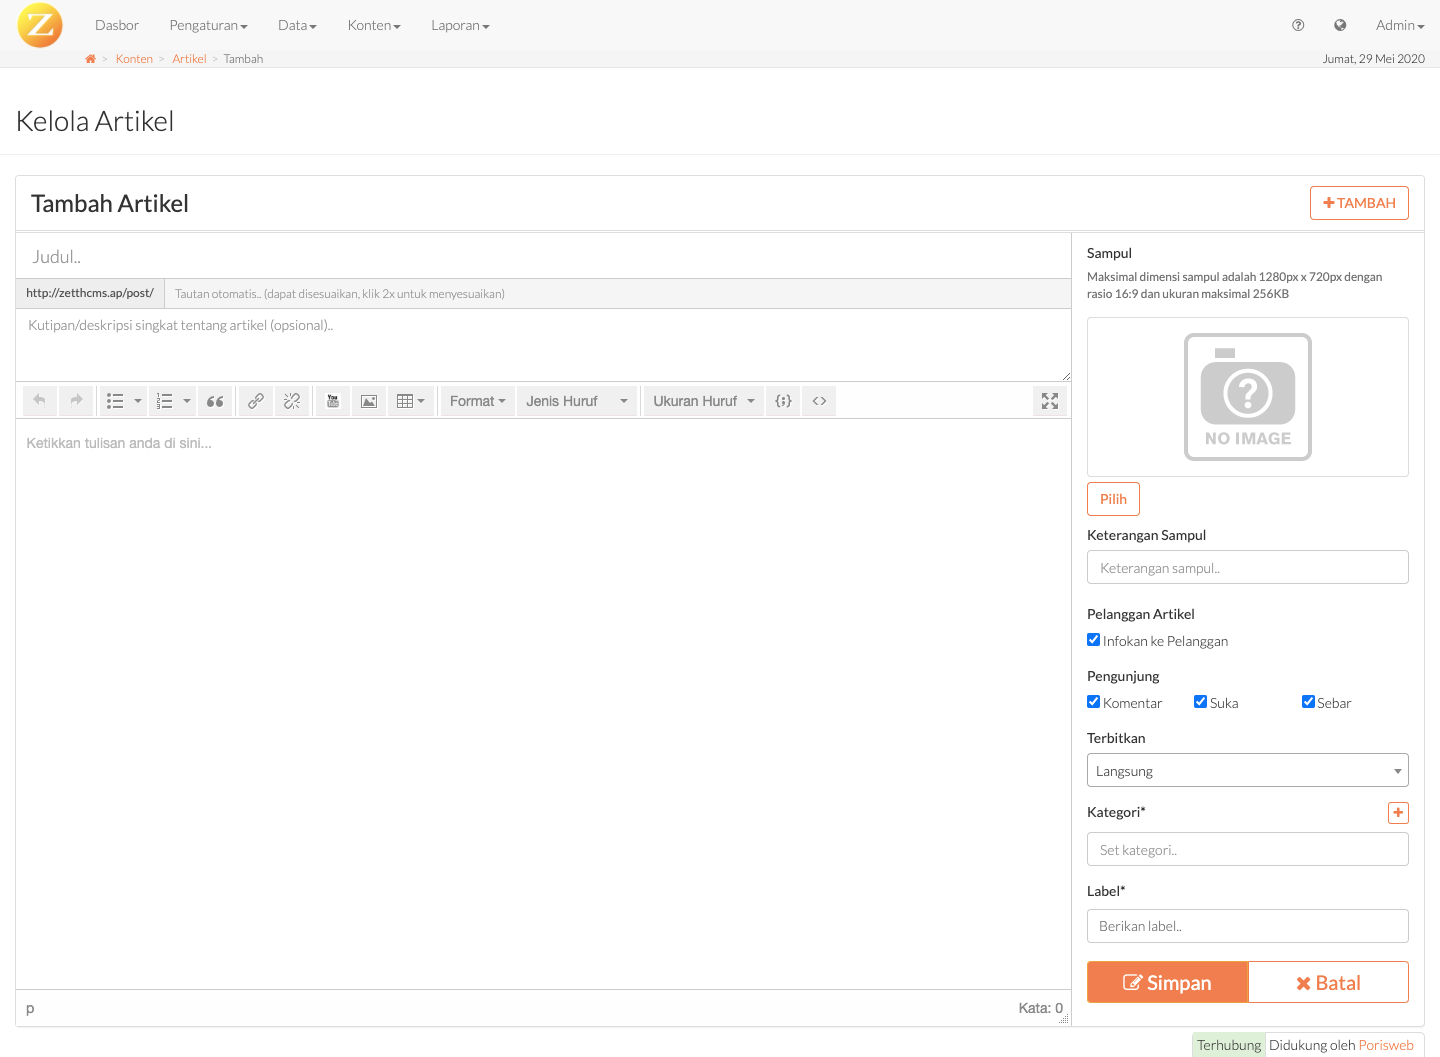 Z Dasbor Pengaturan Data Konten Laporan Admin
> Konten > Artikel > Tambah Jumat, 29 Mei 2020
Kelola Artikel
Tambah Artikel
TAMBAH
Judul..
http://zetthcms.ap/post/ Tautan otomatis.. (dapat disesuaikan, klik 2x untuk menyesuaikan)
Kutipan/deskripsi singkat tentang artikel (opsional)..
Format Jenis Huruf Ukuran Huruf
Ketikkan tulisan anda di sini...
p Kata: 0
Sampul
Maksimal dimensi sampul adalah 1280px x 720px dengan
rasio 16:9 dan ukuran maksimal 256KB
NO IMAGE
Pilih
Keterangan Sampul
Keterangan sampul..
Pelanggan Artikel
Infokan ke Pelanggan
Pengunjung
Komentar Suka Sebar
Terbitkan
Langsung
Kategori*
Set kategori..
Label*
Berikan label..
Simpan Batal
Terhubung Didukung oleh Porisweb